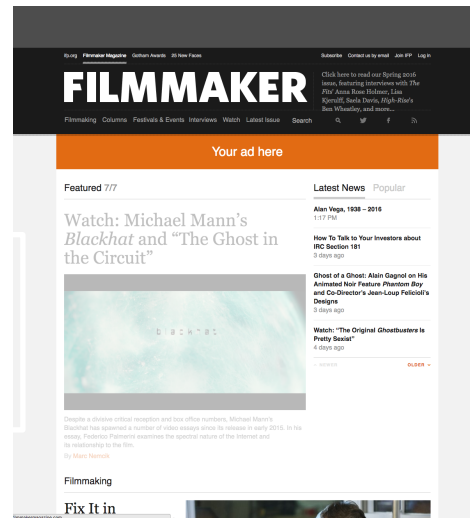 ifp.org Filmmaker Magazine Gotham Awards 25 New Faces
Subscribe Contact us by email Join IFP Log in
FILMMAKER
Click here to read our Spring 2016
issue, featuring interviews with The
Fits' Anna Rose Holmer, Lisa
Kjerulff, Saela Davis, High-Rise's
Ben Wheatley, and more...
Filmmaking Columns Festivals & Events Interviews Watch Latest Issue Search
Your ad here
Featured 7/7
Watch: Michael Mann's
Blackhat and “The Ghost in
the Circuit”
blackhat
Despite a divisive critical reception and box office numbers, Michael Mann's
Blackhat has spawned a number of video essays since its release in early 2015. In his
essay, Federico Palmerini examines the spectral nature of the internet and
its relationship to the film.
By Marc Nemcik
Latest News Popular
Alan Vega, 1938 – 2016
1:17 PM
How To Talk to Your Investors about
IRC Section 181
3 days ago
Ghost of a Ghost: Alain Gagnol on His
Animated Noir Feature Phantom Boy
and Co-Director's Jean-Loup Felicioli's
Designs
3 days ago
Watch: “The Original Ghostbusters Is
Pretty Sexist”
4 days ago
← NEWER OLDER →
Filmmaking
Fix It in